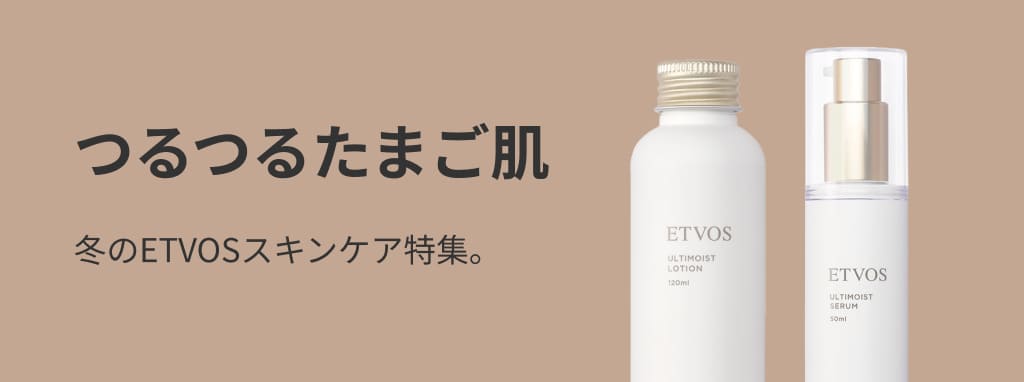 つるつるたまご肌
冬のETVOSスキンケア特集。
ETVOS
ULTIMOIST
LOTION
120ml
ETVOS
ULTIMOIST
SERUM
50ml